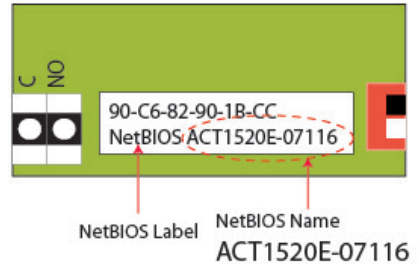 C
NO
90-C6-82-90-1B-CC
NetBIOS ACT1520E-07116
NetBIOS Label
NetBIOS Name
ACT1520E-07116